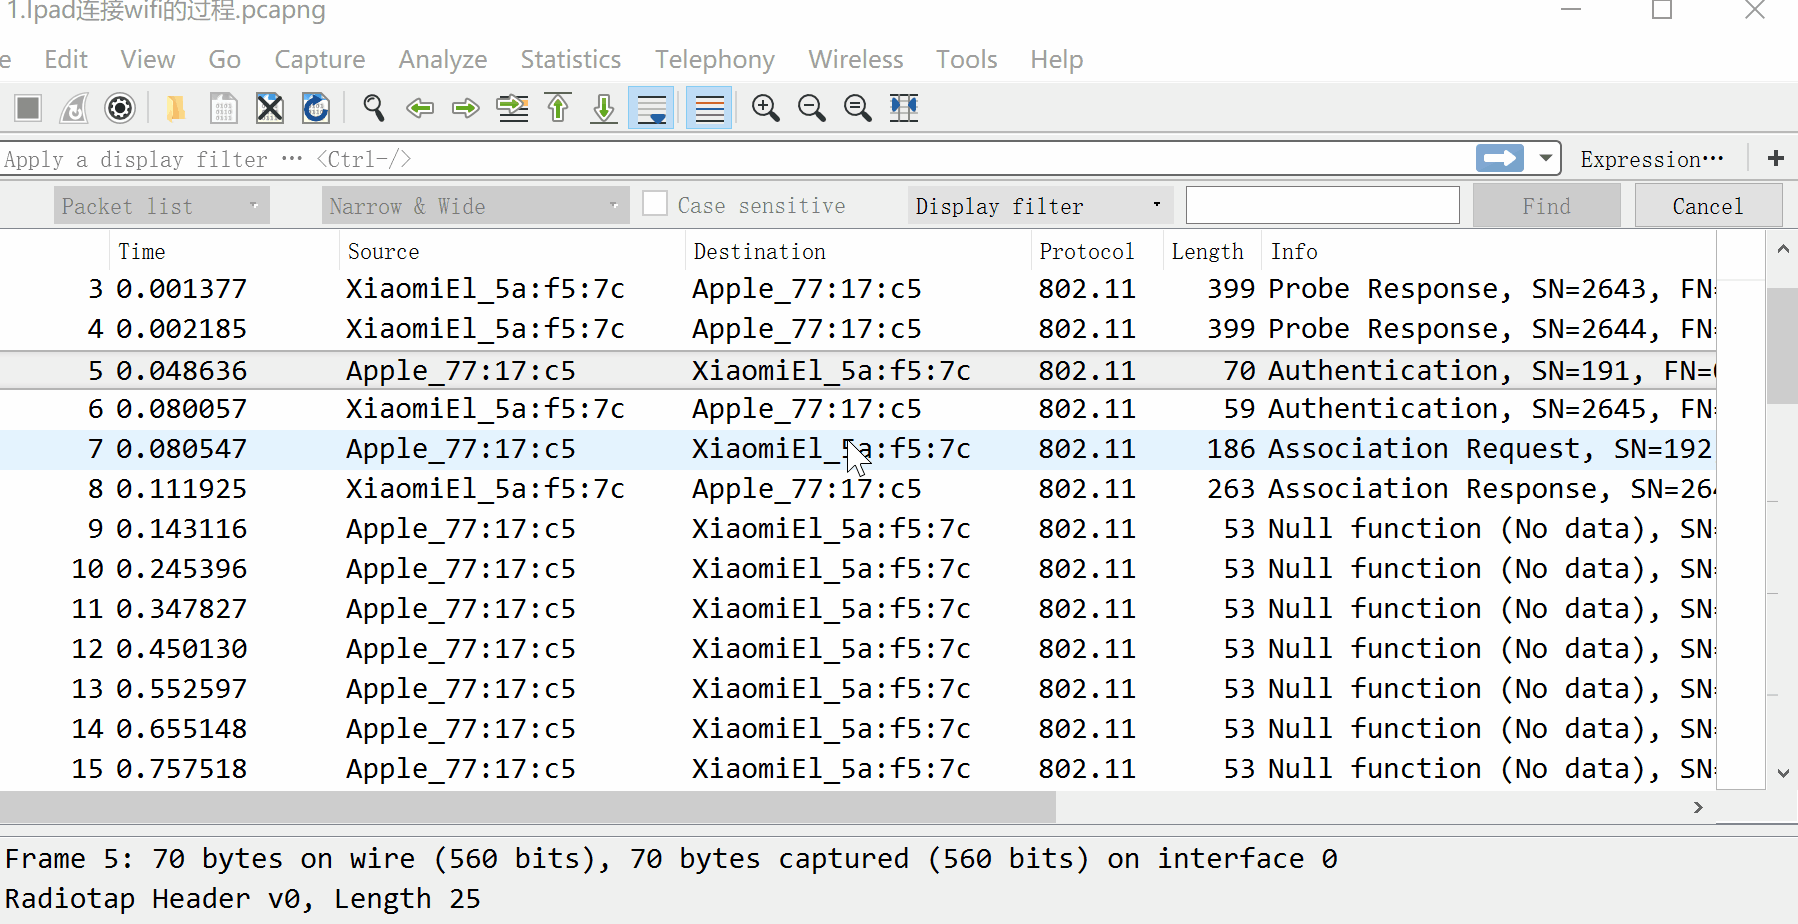 1.Ipad连接wifi的过程.pcapng
e Edit View Go Capture Analyze Statistics Telephony Wireless Tools Help
Apply a display filter ··· <Ctrl-/> Expression··· +
Packet list Narrow & Wide Case sensitive Display filter Find Cancel
Time Source Destination Protocol Length Info
3 0.001377 XiaomiEl_5a:f5:7c Apple_77:17:c5 802.11 399 Probe Response, SN=2643, FN=
4 0.002185 XiaomiEl_5a:f5:7c Apple_77:17:c5 802.11 399 Probe Response, SN=2644, FN=
5 0.048636 Apple_77:17:c5 XiaomiEl_5a:f5:7c 802.11 70 Authentication, SN=191, FN=0
6 0.080057 XiaomiEl_5a:f5:7c Apple_77:17:c5 802.11 59 Authentication, SN=2645, FN=
7 0.080547 Apple_77:17:c5 XiaomiEl_5a:f5:7c 802.11 186 Association Request, SN=192
8 0.111925 XiaomiEl_5a:f5:7c Apple_77:17:c5 802.11 263 Association Response, SN=264
9 0.143116 Apple_77:17:c5 XiaomiEl_5a:f5:7c 802.11 53 Null function (No data), SN=
10 0.245396 Apple_77:17:c5 XiaomiEl_5a:f5:7c 802.11 53 Null function (No data), SN=
11 0.347827 Apple_77:17:c5 XiaomiEl_5a:f5:7c 802.11 53 Null function (No data), SN=
12 0.450130 Apple_77:17:c5 XiaomiEl_5a:f5:7c 802.11 53 Null function (No data), SN=
13 0.552597 Apple_77:17:c5 XiaomiEl_5a:f5:7c 802.11 53 Null function (No data), SN=
14 0.655148 Apple_77:17:c5 XiaomiEl_5a:f5:7c 802.11 53 Null function (No data), SN=
15 0.757518 Apple_77:17:c5 XiaomiEl_5a:f5:7c 802.11 53 Null function (No data), SN=
Frame 5: 70 bytes on wire (560 bits), 70 bytes captured (560 bits) on interface 0
Radiotap Header v0, Length 25